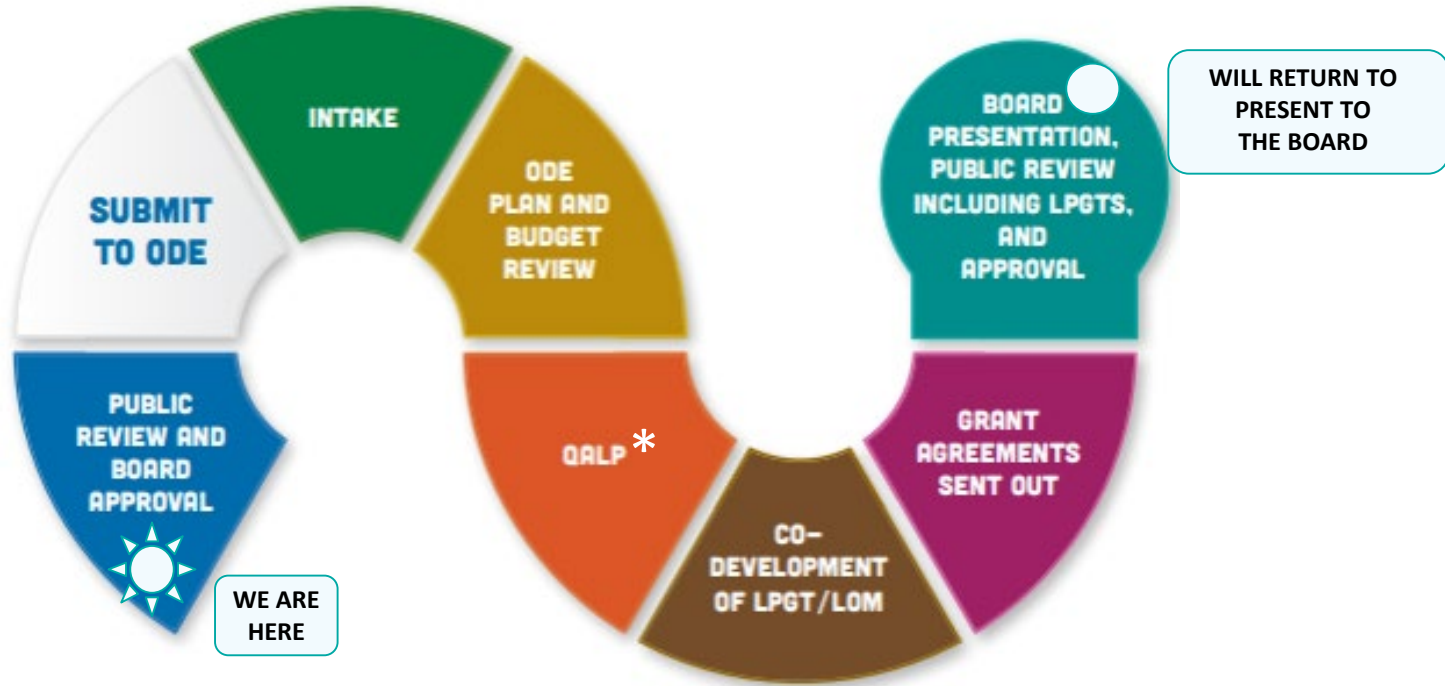 PUBLIC
REVIEW AND
BOARD
APPROVAL
WE ARE
HERE
SUBMIT
TO ODE
INTAKE
ODE
PLAN AND
BUDGET
REVIEW
QALP *
CO-
DEVELOPMENT
OF LPGT/LOM
GRANT
AGREEMENTS
SENT OUT
BOARD
PRESENTATION,
PUBLIC REVIEW
INCLUDING LPGTS,
AND
APPROVAL
WILL RETURN TO
PRESENT TO
THE BOARD